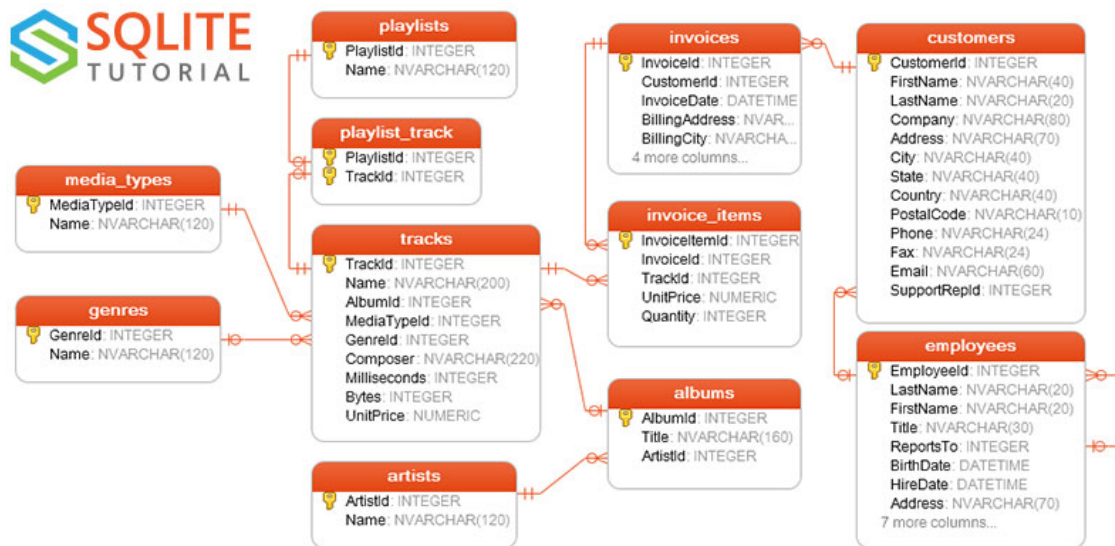 SQLITE
TUTORIAL
playlists
PlaylistId: INTEGER
Name: NVARCHAR(120)
playlist_track
PlaylistId: INTEGER
TrackId: INTEGER
media_types
MediaTypeId: INTEGER
Name: NVARCHAR(120)
genres
GenreId: INTEGER
Name: NVARCHAR(120)
tracks
TrackId: INTEGER
Name: NVARCHAR(200)
AlbumId: INTEGER
MediaTypeId: INTEGER
GenreId: INTEGER
Composer: NVARCHAR(220)
Milliseconds: INTEGER
Bytes: INTEGER
UnitPrice: NUMERIC
artists
ArtistId: INTEGER
Name: NVARCHAR(120)
invoices
InvoiceId: INTEGER
CustomerId: INTEGER
InvoiceDate: DATETIME
BillingAddress: NVAR...
BillingCity: NVARCHA...
4 more columns...
invoice_items
InvoiceItemId: INTEGER
InvoiceId: INTEGER
TrackId: INTEGER
UnitPrice: NUMERIC
Quantity: INTEGER
albums
AlbumId: INTEGER
Title: NVARCHAR(160)
ArtistId: INTEGER
customers
CustomerId: INTEGER
FirstName: NVARCHAR(40)
LastName: NVARCHAR(20)
Company: NVARCHAR(80)
Address: NVARCHAR(70)
City: NVARCHAR(40)
State: NVARCHAR(40)
Country: NVARCHAR(40)
PostalCode: NVARCHAR(10)
Phone: NVARCHAR(24)
Fax: NVARCHAR(24)
Email: NVARCHAR(60)
SupportRepId: INTEGER
employees
EmployeeId: INTEGER
LastName: NVARCHAR(20)
FirstName: NVARCHAR(20)
Title: NVARCHAR(30)
ReportsTo: INTEGER
BirthDate: DATETIME
HireDate: DATETIME
Address: NVARCHAR(70)
7 more columns...